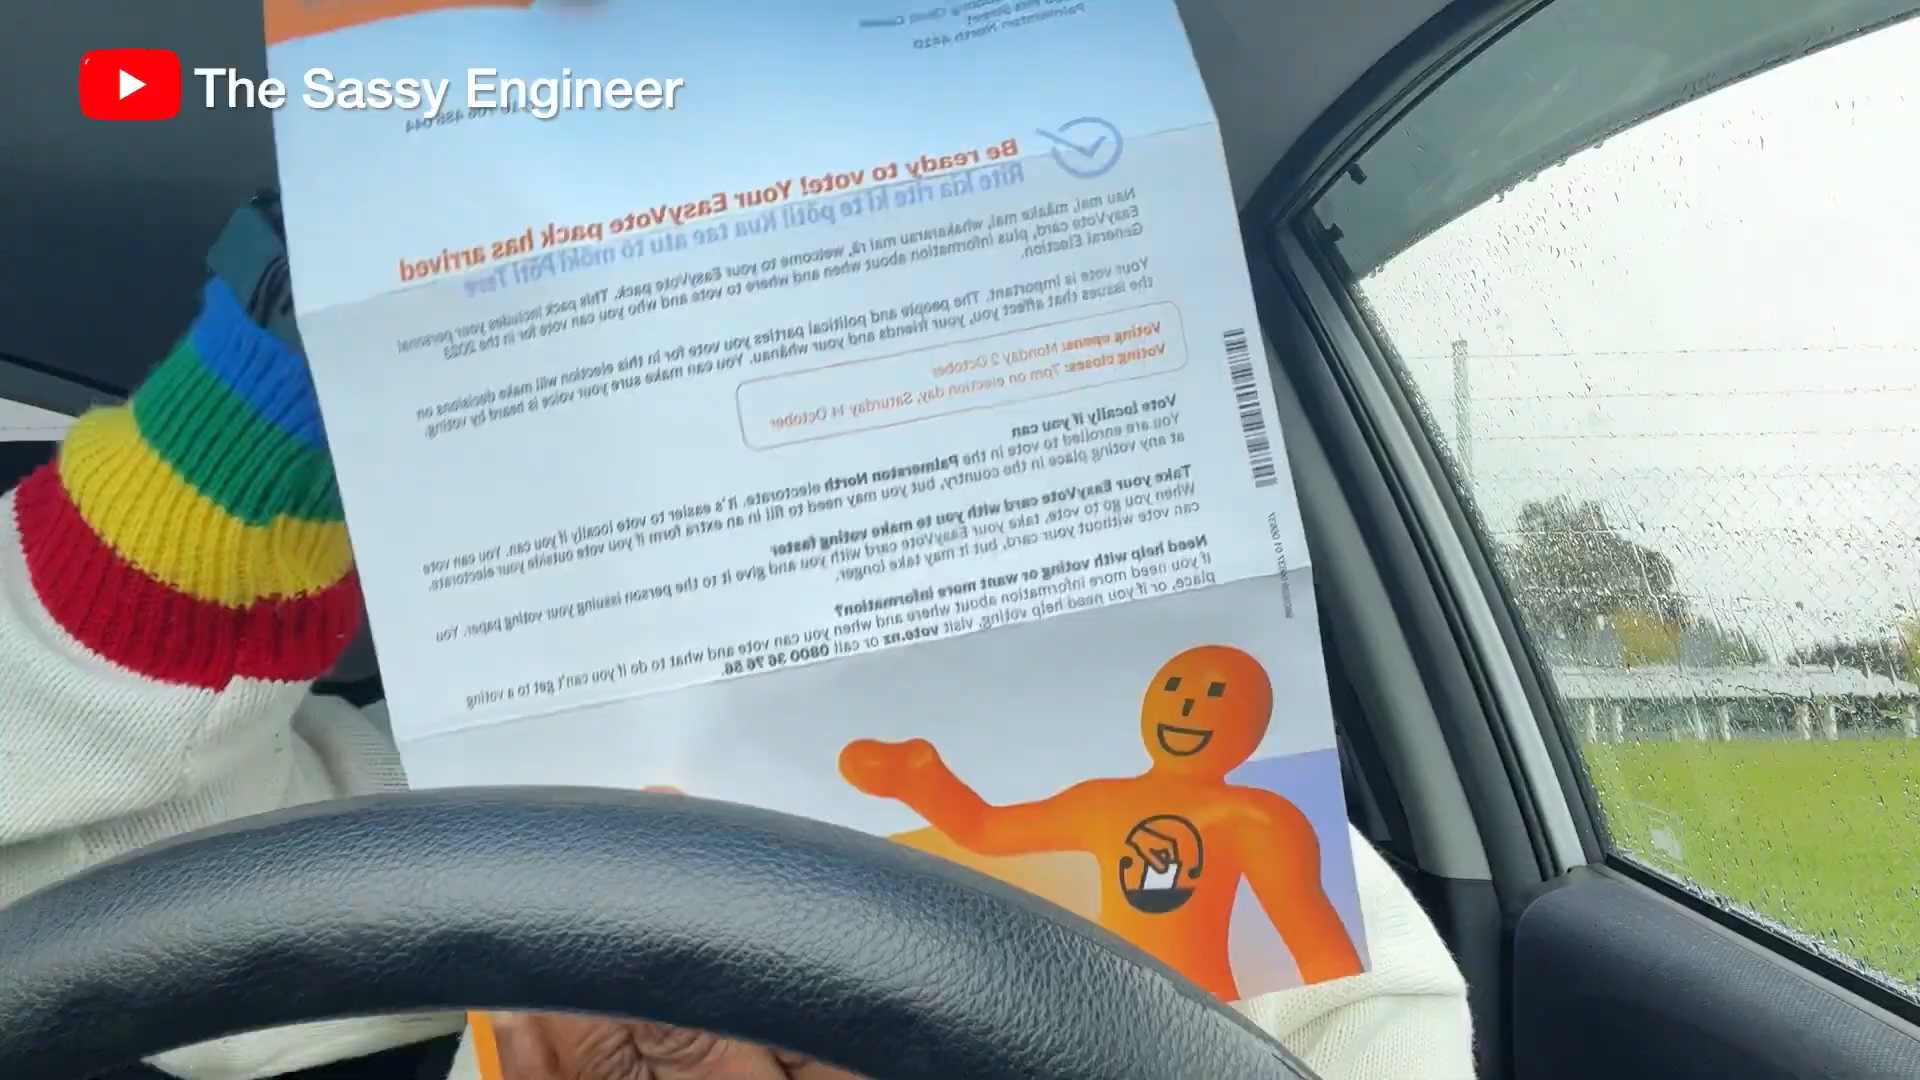 The Sassy Engineer
Palmerston North 4410
Be ready to vote! Your EasyVote pack has arrived
Rite kia rite ki te pōti! Kua tae atu tō mōkī Pōti Tere
Nau mai, māake mai, whakatarau mai rā, welcome to your EasyVote pack. This pack includes your personal
EasyVote card, plus information about when and where to vote and who you can vote for in the 2023
General Election.
Your vote is important. The people and political parties you vote for in this election will make decisions on
the issues that affect you, your friends and your whānau. You can make sure your voice is heard by voting.
Voting opens: Monday 2 October
Voting closes: 7pm on election day, Saturday 14 October
Vote locally if you can
You are enrolled to vote in the Palmerston North electorate. It's easier to vote locally if you can. You can vote
at any voting place in the country, but you may need to fill in an extra form if you vote outside your electorate.
Take your EasyVote card with you to make voting faster
When you go to vote, take your EasyVote card with you and give it to the person issuing your voting paper. You
can vote without your card, but it may take longer.
Need help with voting or want more information?
If you need more information about where and when you can vote and what to do if you can't get to a voting
place, or if you need help voting, visit vote.nz or call 0800 36 76 56.